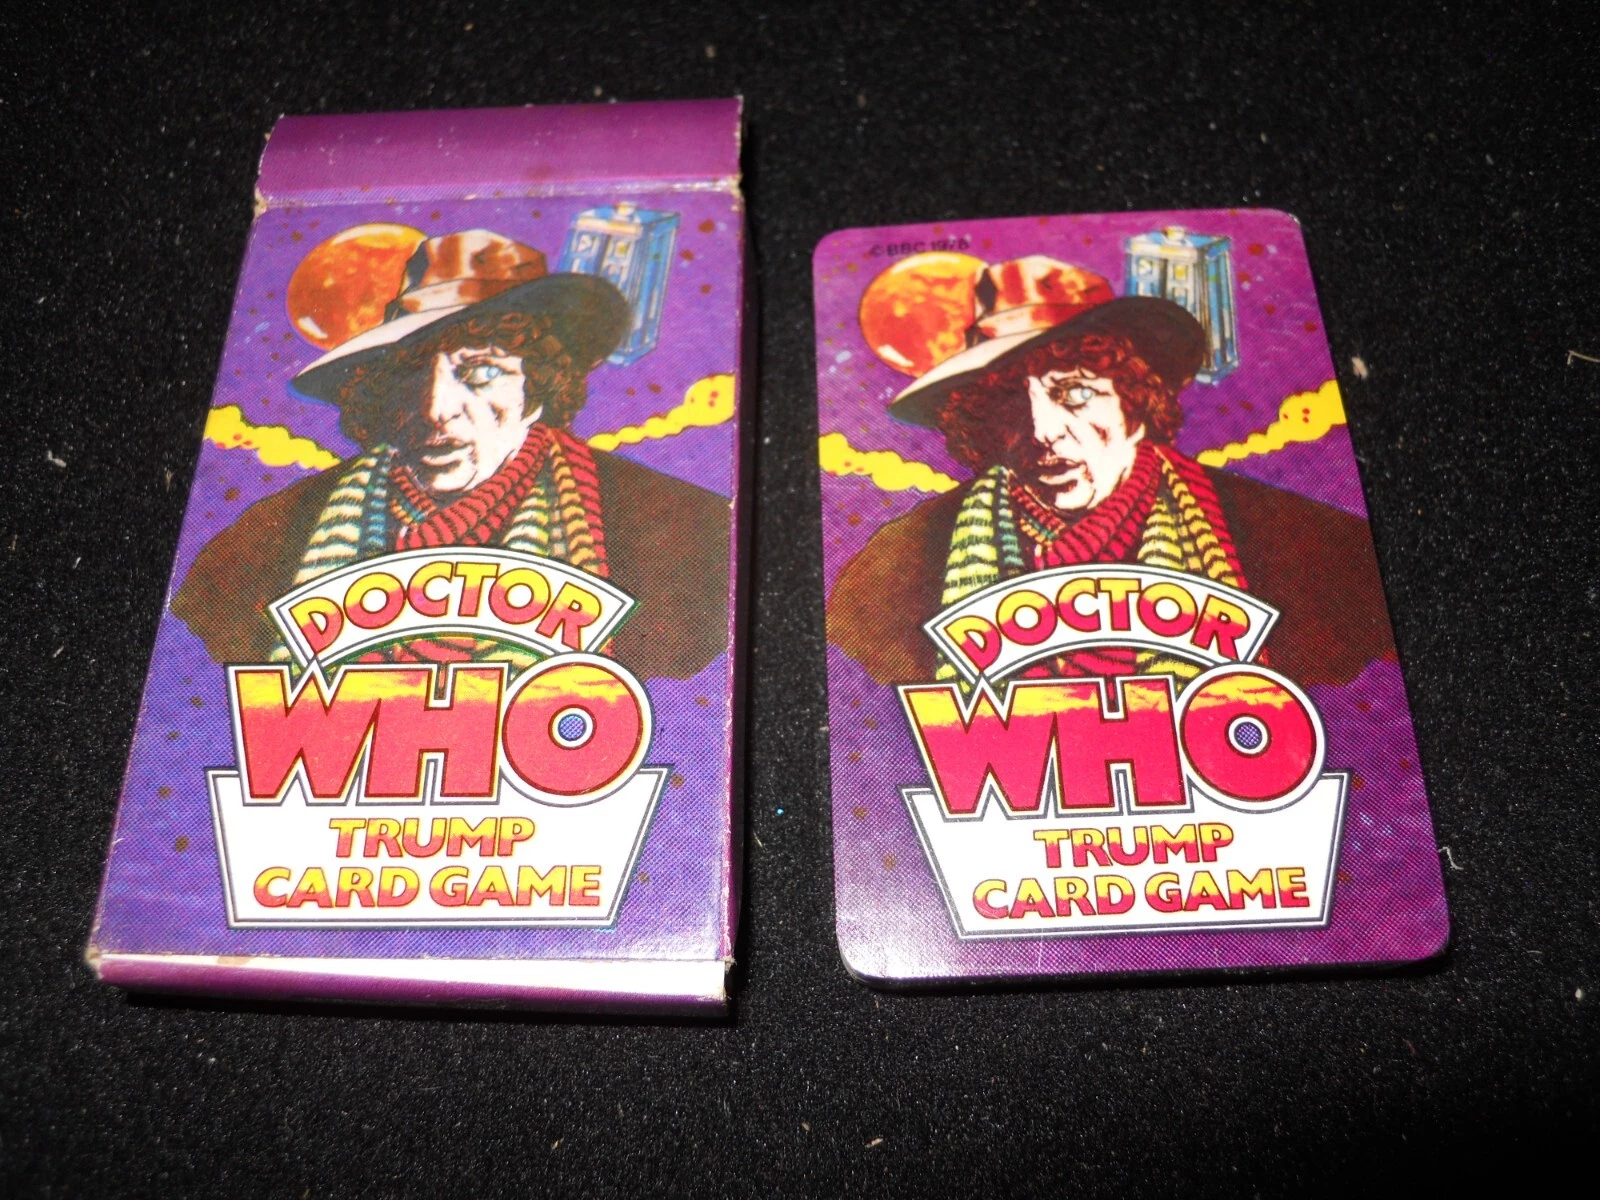 DOCTOR
WHO
TRUMP
CARD GAME
© BBC 1978
DOCTOR
WHO
TRUMP
CARD GAME